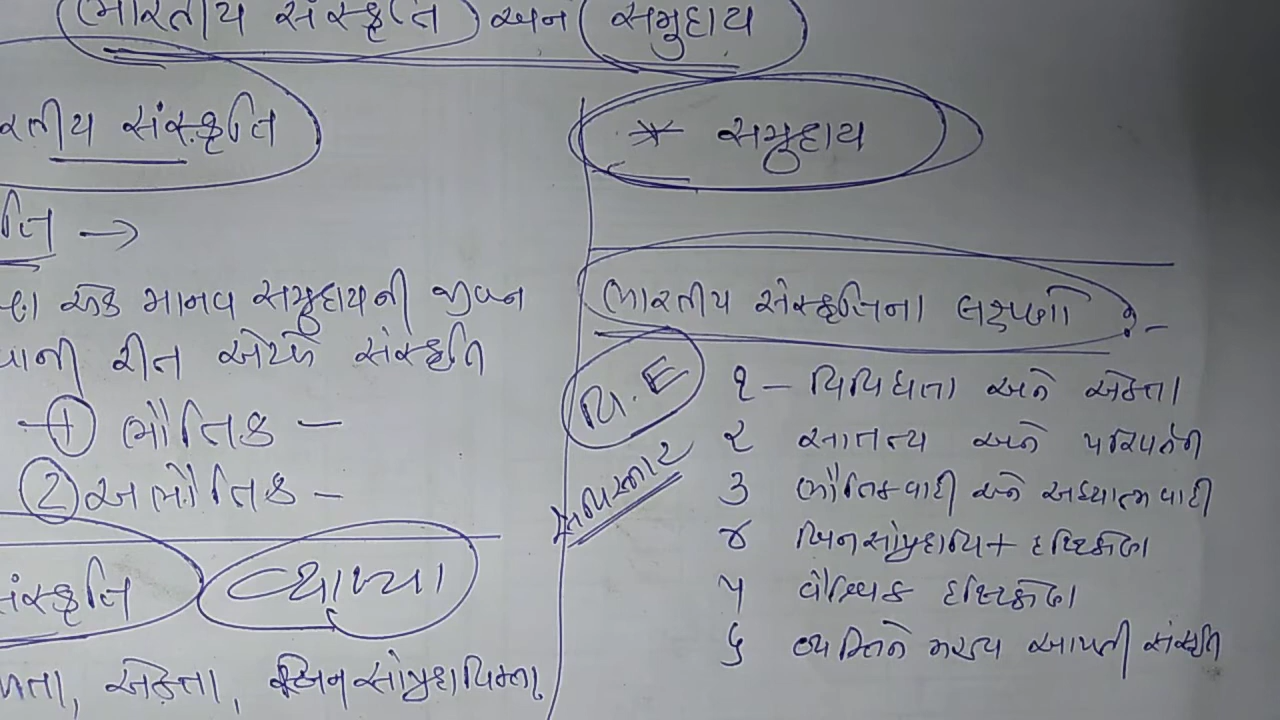 ભારતીય સંસ્કૃતિ અને સમુદાય
રતીય સંસ્કૃતિ
તિ →
એક માનવ સમુદાયની જીવન
વાની રીત એટલે સંસ્કૃતિ
① ભૌતિક –
② અભૌતિક –
સંસ્કૃતિ વ્યાખ્યા
ધતા, એકતા, બિનસાંપ્રદાયિકતા,
* સમુદાય
ભારતીય સંસ્કૃતિના લક્ષણો :-
૧ – વિવિધતા અને એકતા
૨ સાતત્ય અને પરિવર્તન
૩ ભૌતિકવાદી અને અધ્યાત્મવાદી
૪ બિનસાંપ્રદાયિક દૃષ્ટિકોણ
૫ વૈશ્વિક દૃષ્ટિકોણ
૬ વ્યક્તિને મહત્વ આપતી સંસ્કૃતિ